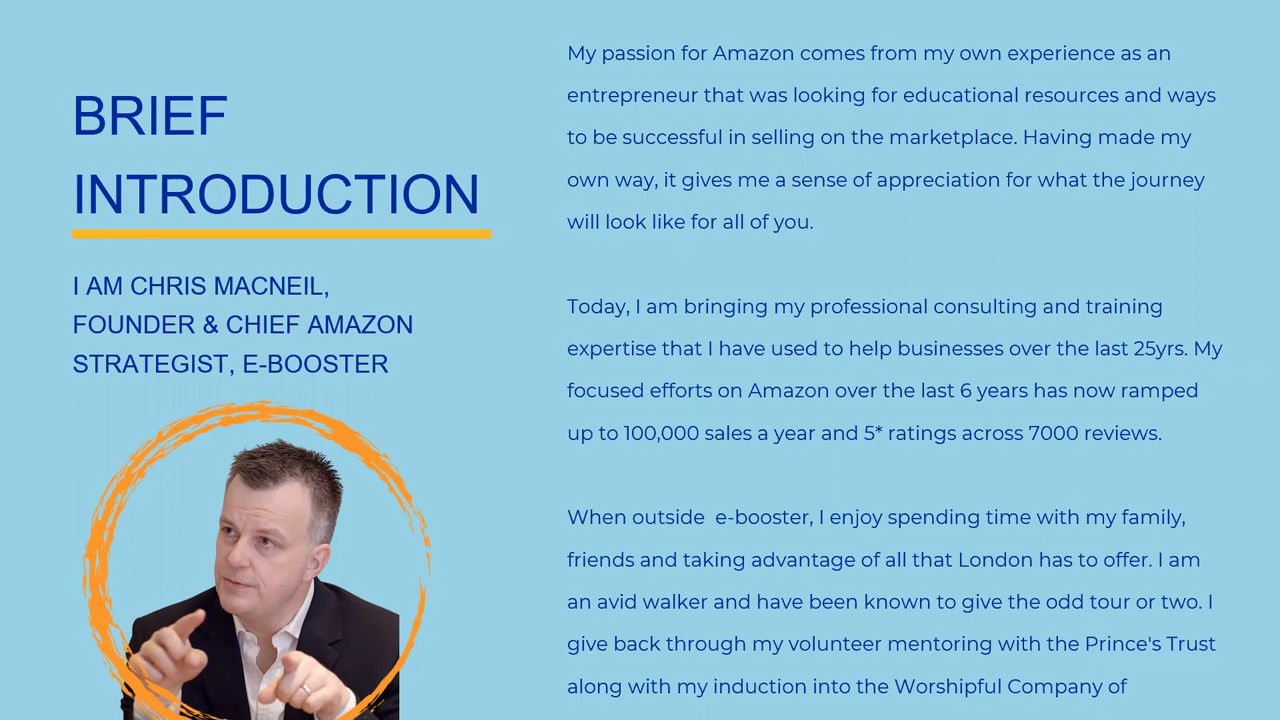 BRIEF
INTRODUCTION
I AM CHRIS MACNEIL,
FOUNDER & CHIEF AMAZON
STRATEGIST, E-BOOSTER
My passion for Amazon comes from my own experience as an
entrepreneur that was looking for educational resources and ways
to be successful in selling on the marketplace. Having made my
own way, it gives me a sense of appreciation for what the journey
will look like for all of you.
Today, I am bringing my professional consulting and training
expertise that I have used to help businesses over the last 25yrs. My
focused efforts on Amazon over the last 6 years has now ramped
up to 100,000 sales a year and 5* ratings across 7000 reviews.
When outside  e-booster, I enjoy spending time with my family,
friends and taking advantage of all that London has to offer. I am
an avid walker and have been known to give the odd tour or two. I
give back through my volunteer mentoring with the Prince's Trust
along with my induction into the Worshipful Company of